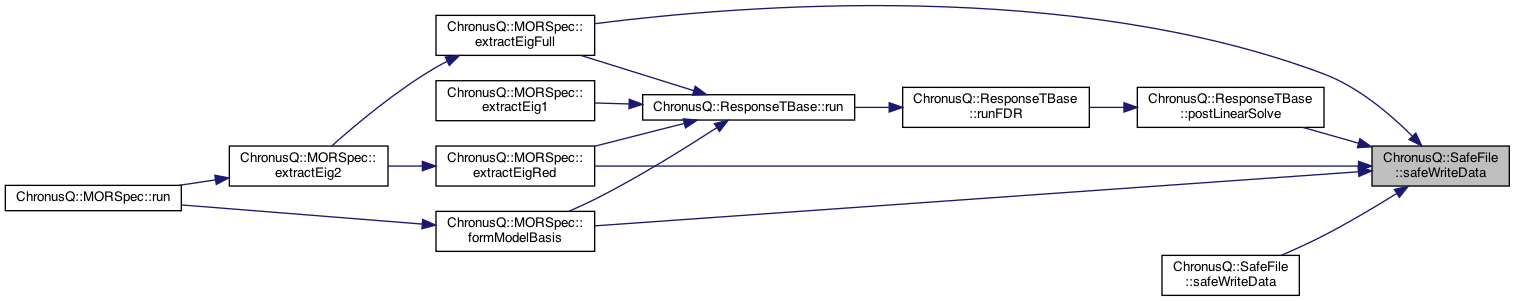 ChronusQ::MORSpec::
extractEigFull
ChronusQ::MORSpec::
extractEig1
ChronusQ::ResponseTBase::run
ChronusQ::ResponseTBase
::runFDR
ChronusQ::ResponseTBase
::postLinearSolve
ChronusQ::SafeFile
::safeWriteData
ChronusQ::MORSpec::
extractEig2
ChronusQ::MORSpec::
extractEigRed
ChronusQ::MORSpec::run
ChronusQ::MORSpec::
formModelBasis
ChronusQ::SafeFile
::safeWriteData